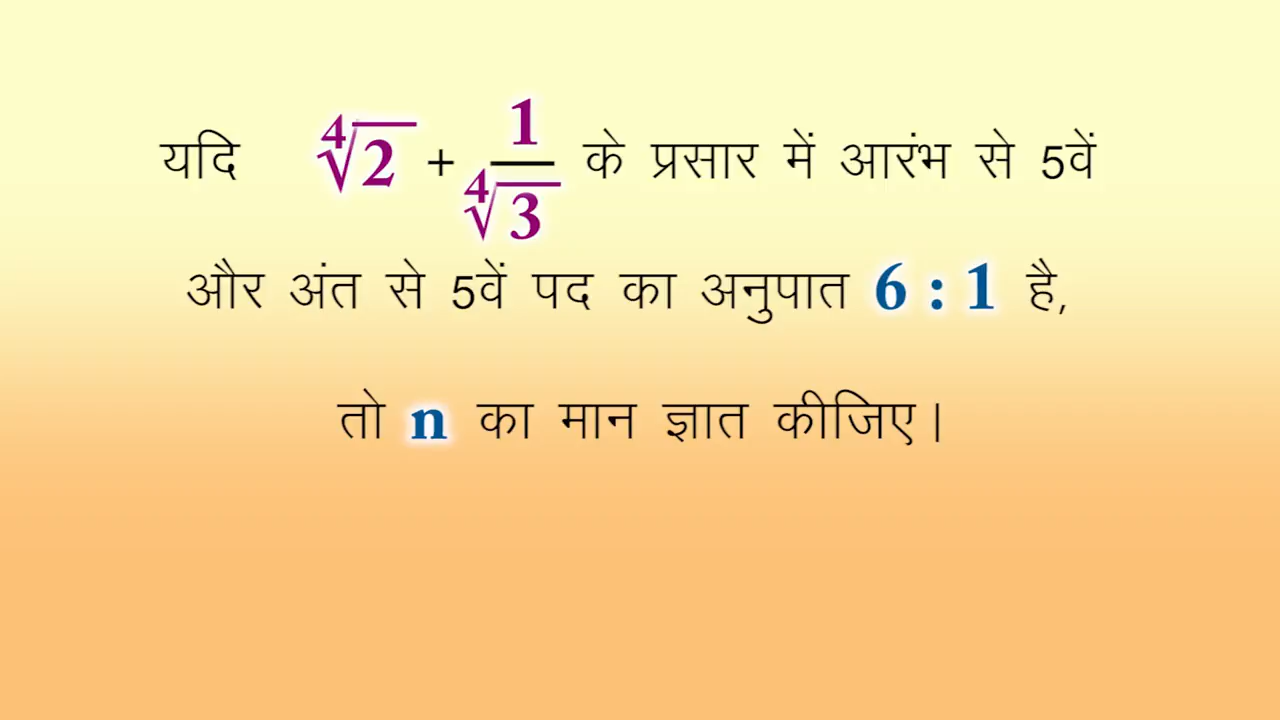 यदि ∜2 + 1/∜3 के प्रसार में आरंभ से 5वें
और अंत से 5वें पद का अनुपात 6 : 1 है,
तो n का मान ज्ञात कीजिए।